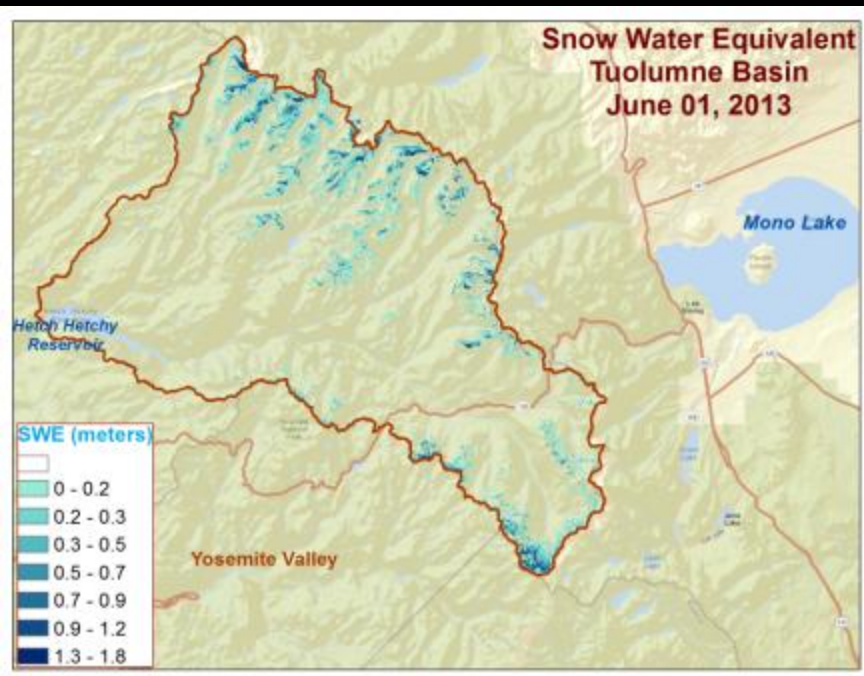 Snow Water Equivalent
Tuolumne Basin
June 01, 2013
Mono Lake
Hetch Hetchy
Reservoir
SWE (meters)
0 - 0.2
0.2 - 0.3
0.3 - 0.5
0.5 - 0.7
0.7 - 0.9
0.9 - 1.2
1.3 - 1.8
Yosemite Valley